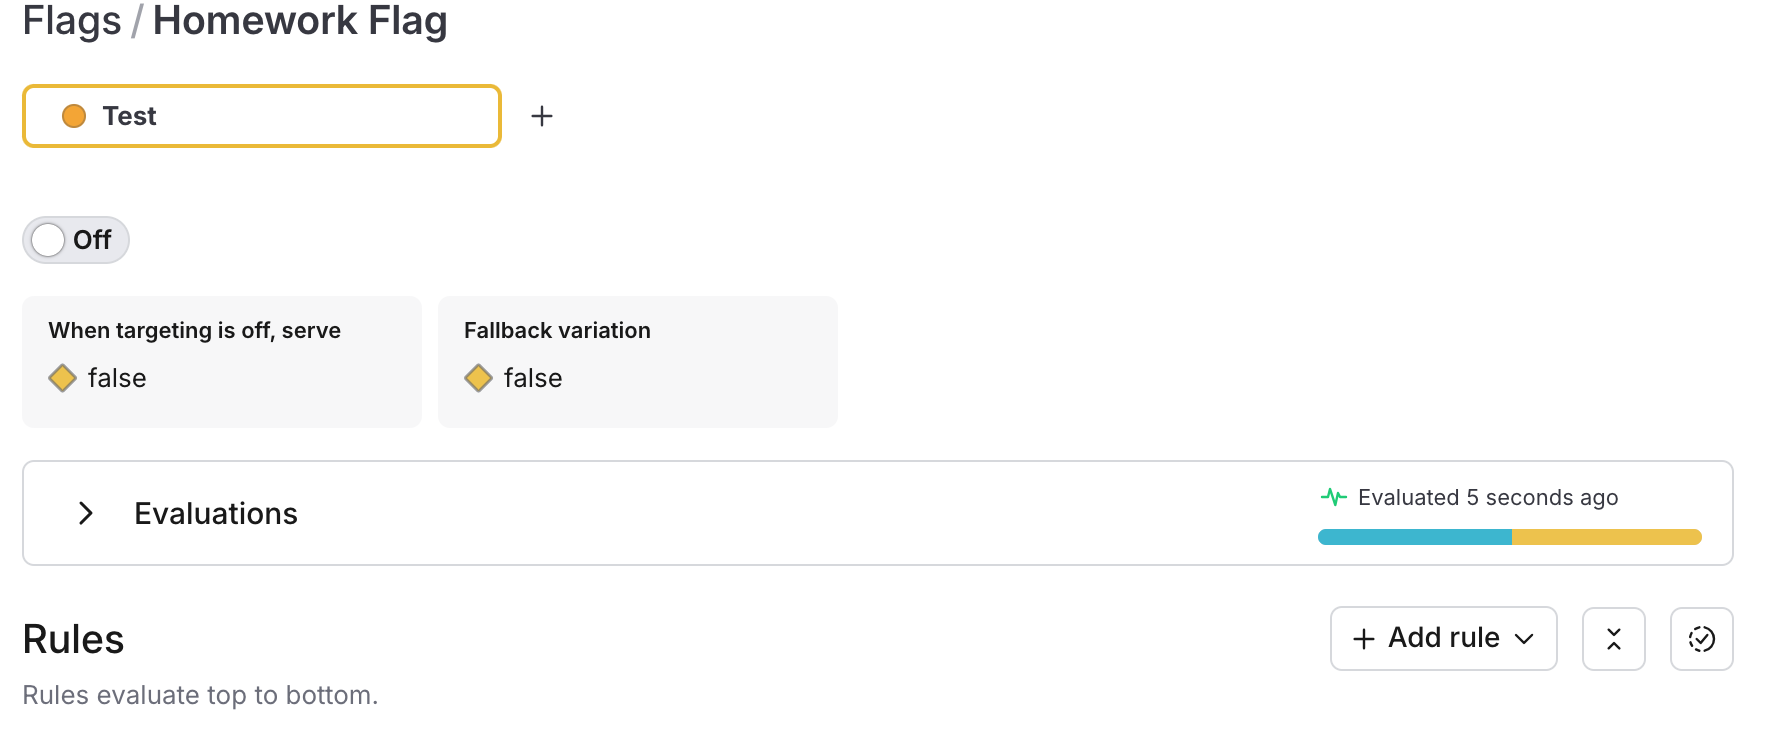 Flags / Homework Flag
Test
Off
When targeting is off, serve
false
Fallback variation
false
Evaluations
Evaluated 5 seconds ago
Rules
Add rule
Rules evaluate top to bottom.